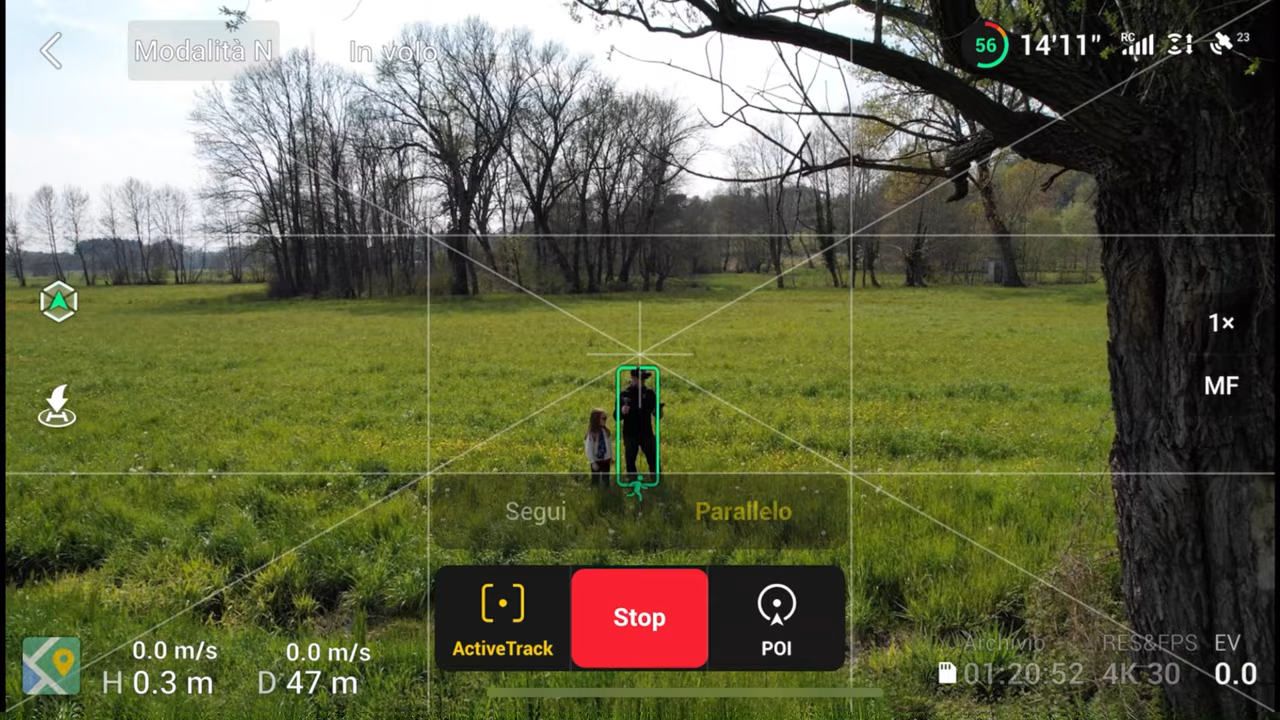 Modalità N In volo 56 14'11" RC 23
1×
MF
Segui Parallelo
ActiveTrack Stop POI
0.0 m/s 0.0 m/s Archivio RES&FPS EV
H 0.3 m D 47 m 01:20:52 4K 30 0.0